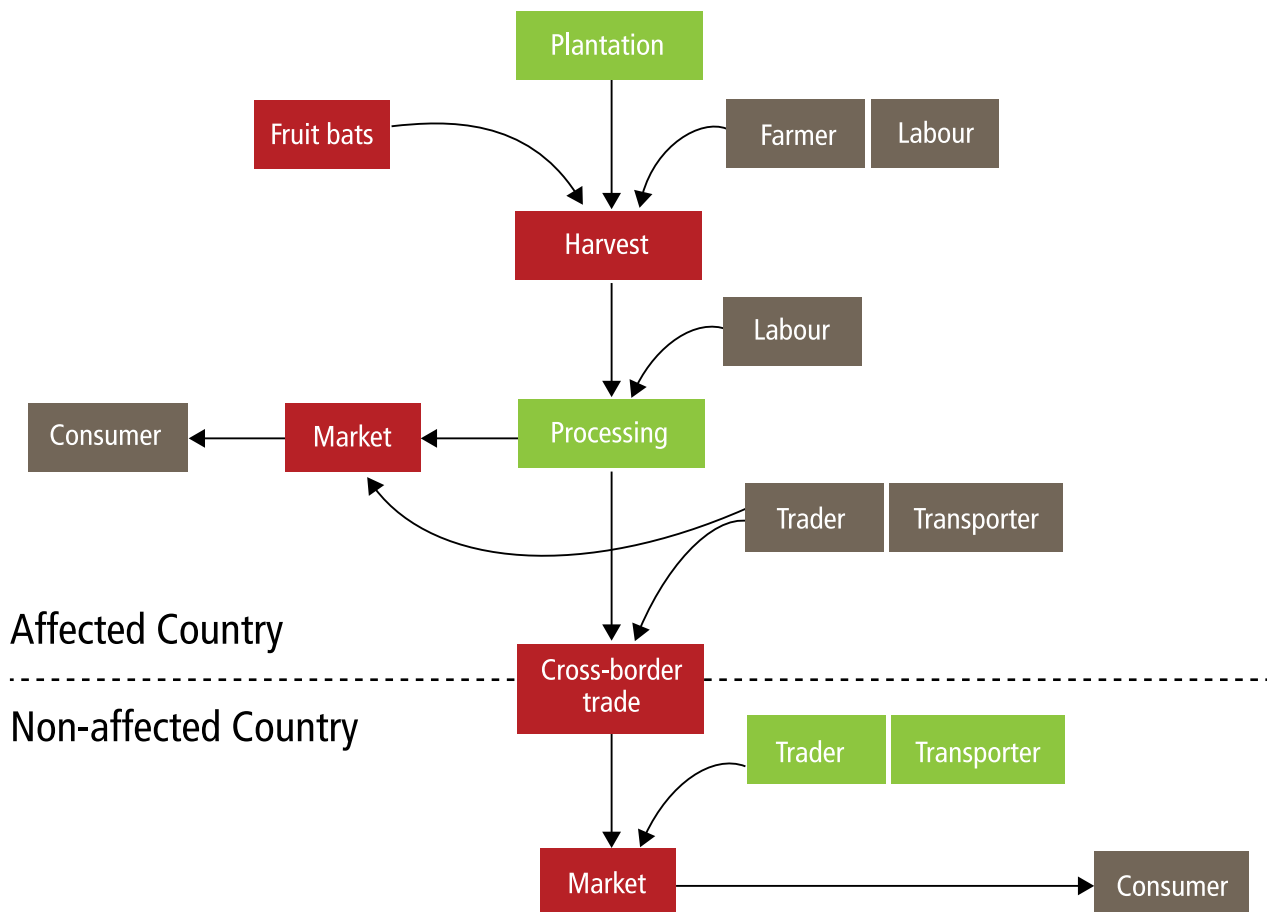 Plantation
Fruit bats
Farmer
Labour
Harvest
Labour
Consumer
Market
Processing
Trader
Transporter
Affected Country
Cross-border
trade
Non-affected Country
Trader
Transporter
Market
Consumer